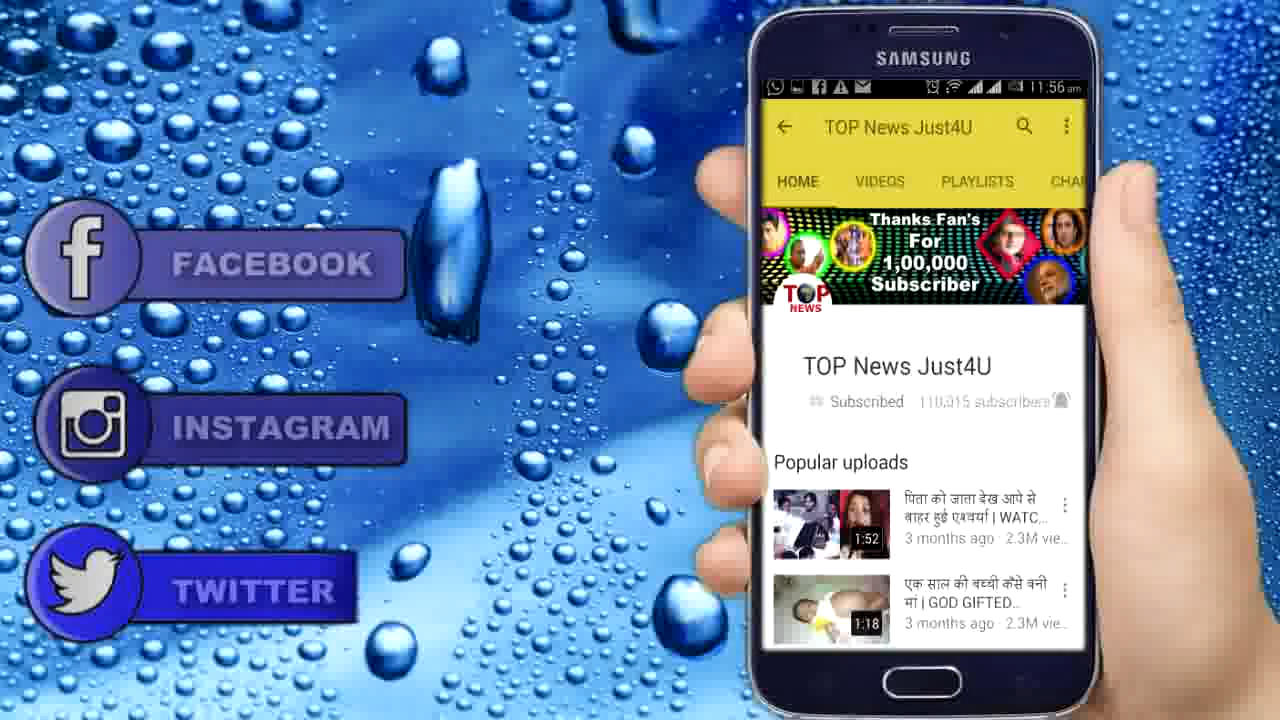 FACEBOOK
INSTAGRAM
TWITTER
SAMSUNG
11:56 am
TOP News Just4U
HOME VIDEOS PLAYLISTS CHA
Thanks Fan's
For
1,00,000
Subscriber
TOP
NEWS
TOP News Just4U
Subscribed 110,315 subscribers
Popular uploads
पिता को जाता देख आपे से
बाहर हुई एश्वर्या | WATC...
3 months ago · 2.3M vie..
1:52
एक साल की बच्ची कैसे बनी
मां | GOD GIFTED..
3 months ago · 2.3M vie..
1:18